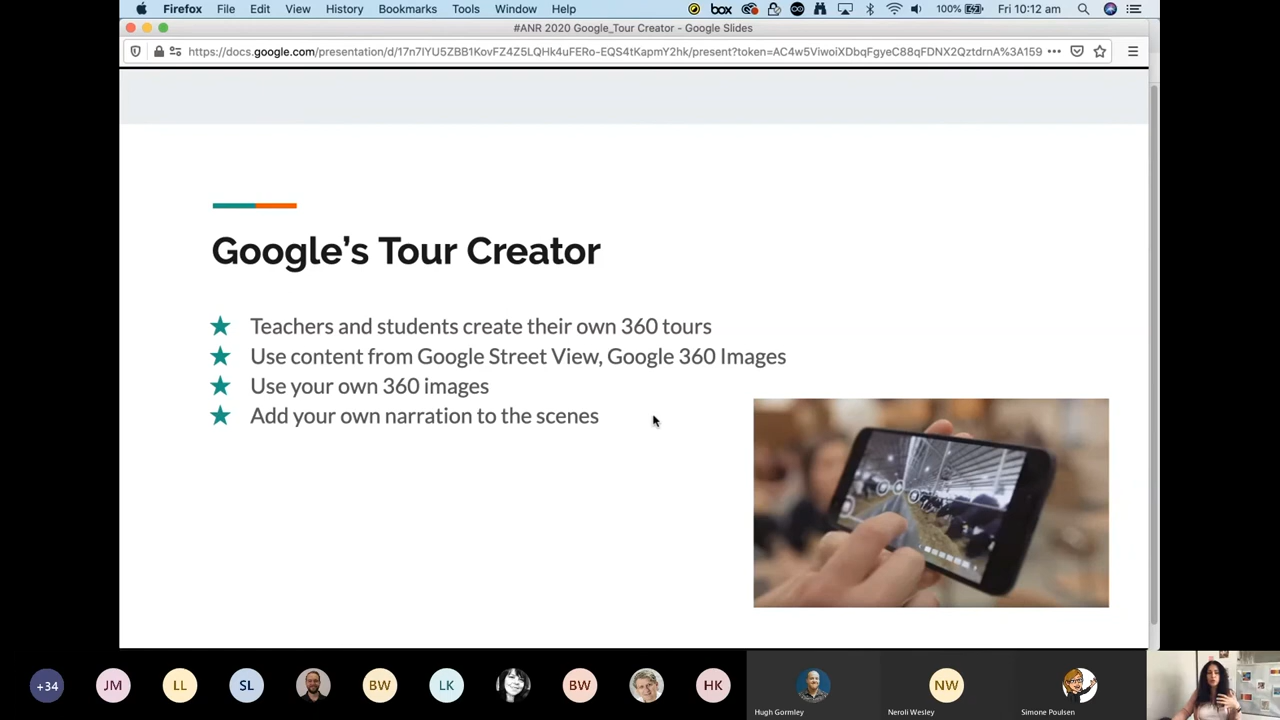 Firefox File Edit View History Bookmarks Tools Window Help box 100% Fri 10:12 am
#ANR 2020 Google_Tour Creator - Google Slides
https://docs.google.com/presentation/d/17n7IYU5ZBB1KovFZ4Z5LQHk4uFERo-EQS4tKapmY2hk/present?token=AC4w5ViwoiXDbqFgyeC88qFDNX2QztdrnA%3A159
Google's Tour Creator
★ Teachers and students create their own 360 tours
★ Use content from Google Street View, Google 360 Images
★ Use your own 360 images
★ Add your own narration to the scenes
+34 JM LL SL BW LK BW HK NW
Hugh Gormley Neroli Wesley Simone Poulsen